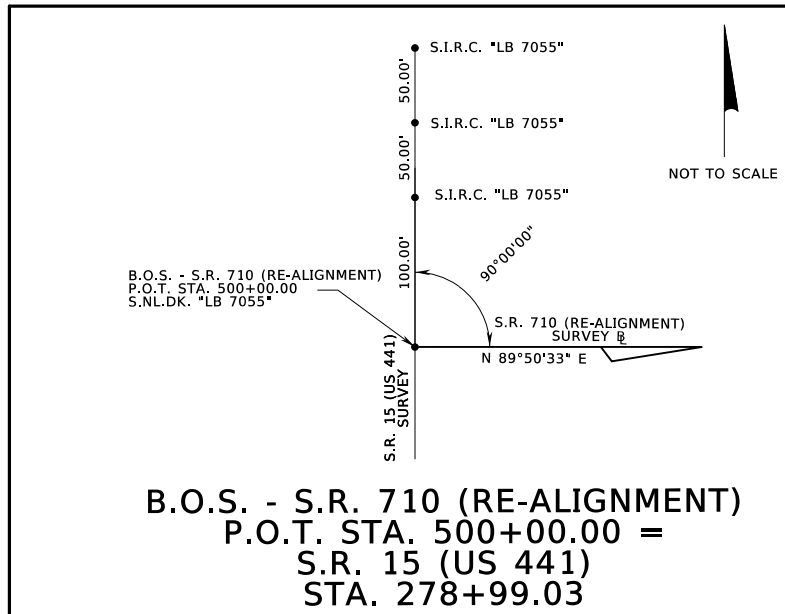 S.I.R.C. "LB 7055"
50.00'
S.I.R.C. "LB 7055"
50.00'
NOT TO SCALE
S.I.R.C. "LB 7055"
100.00'
90°00'00"
B.O.S. - S.R. 710 (RE-ALIGNMENT)
P.O.T. STA. 500+00.00
S.NL.DK. "LB 7055"
S.R. 710 (RE-ALIGNMENT)
SURVEY ℄
N 89°50'33" E
S.R. 15 (US 441)
SURVEY
B.O.S. - S.R. 710 (RE-ALIGNMENT)
P.O.T. STA. 500+00.00 =
S.R. 15 (US 441)
STA. 278+99.03